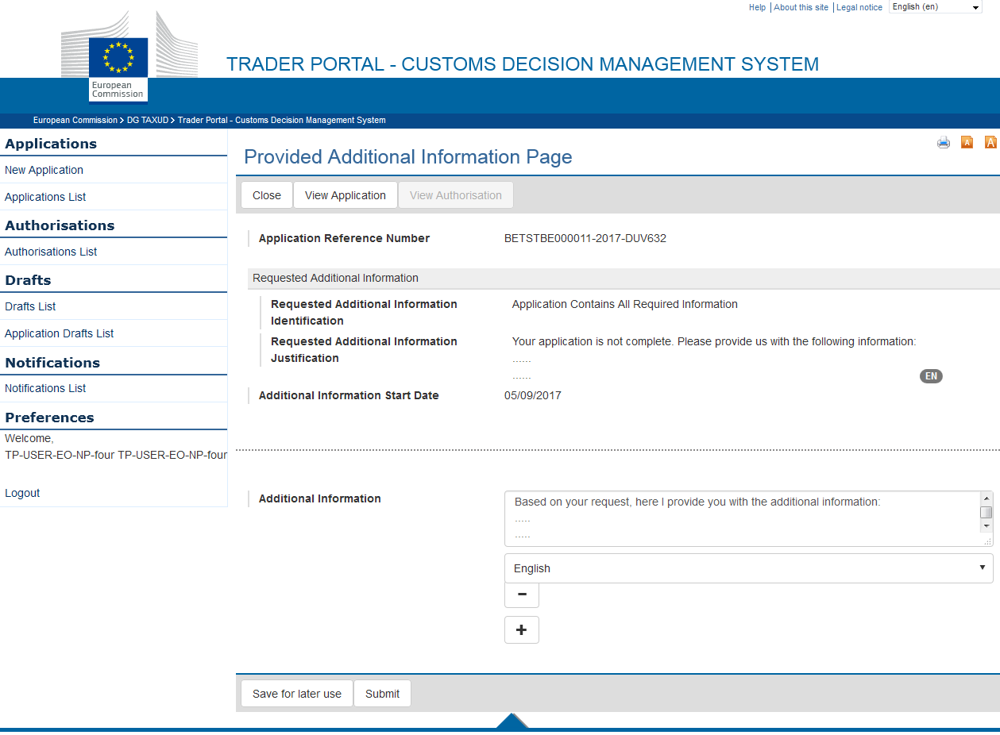 Help | About this site | Legal notice English (en)
European
Commission
TRADER PORTAL - CUSTOMS DECISION MANAGEMENT SYSTEM
European Commission > DG TAXUD > Trader Portal - Customs Decision Management System
Applications
New Application
Applications List
Authorisations
Authorisations List
Drafts
Drafts List
Application Drafts List
Notifications
Notifications List
Preferences
Welcome,
TP-USER-EO-NP-four TP-USER-EO-NP-four
Logout
A A
Provided Additional Information Page
Close View Application View Authorisation
Application Reference Number BETSTBE000011-2017-DUV632
Requested Additional Information
Requested Additional Information Application Contains All Required Information
Identification
Requested Additional Information Your application is not complete. Please provide us with the following information:
Justification ......
......
EN
Additional Information Start Date 05/09/2017
Additional Information Based on your request, here I provide you with the additional information:
.....
.....
English
-
+
Save for later use Submit